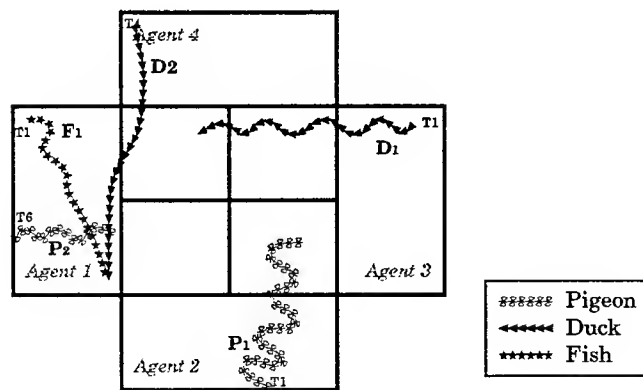 T
Agent 4
D2
T1
F1
T1
D1
T6
P2
Agent 1
Agent 3
P1
Agent 2
T1
Pigeon
Duck
Fish